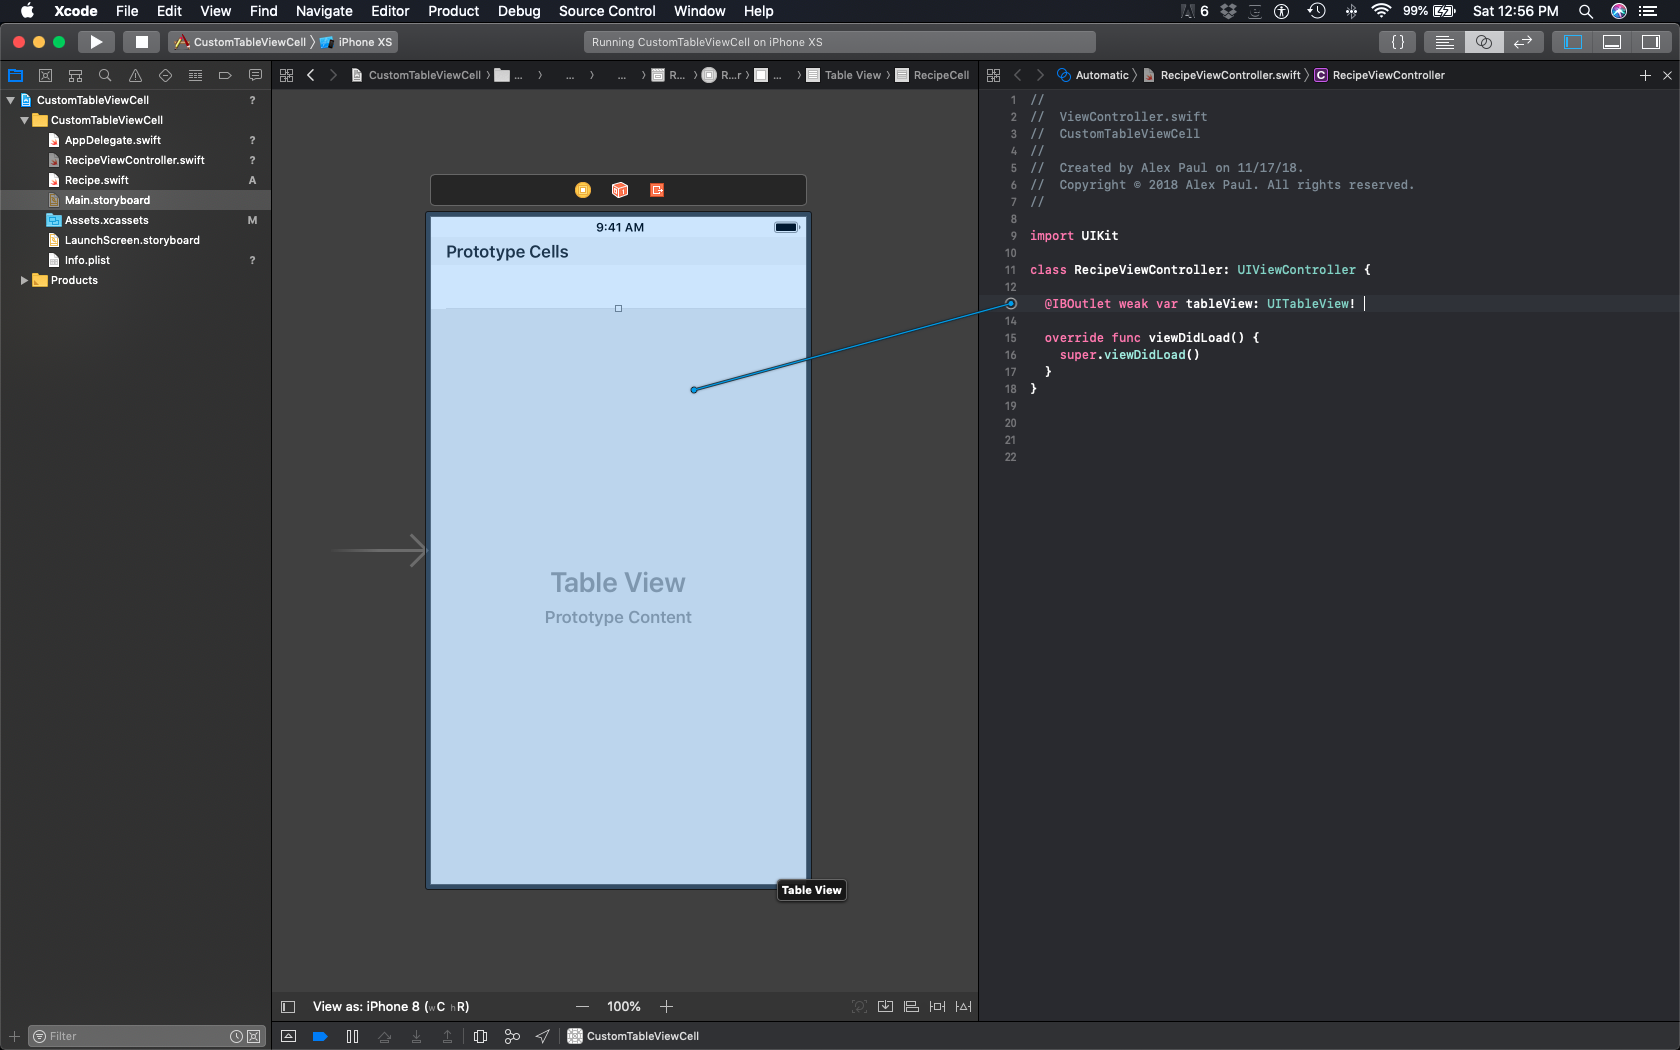 Xcode File Edit View Find Navigate Editor Product Debug Source Control Window Help 6 99% Sat 12:56 PM
CustomTableViewCell iPhone XS Running CustomTableViewCell on iPhone XS { }
CustomTableViewCell ... ... ... R... R...r ... Table View RecipeCell
Automatic RecipeViewController.swift C RecipeViewController
CustomTableViewCell ?
CustomTableViewCell
AppDelegate.swift ?
RecipeViewController.swift ?
Recipe.swift A
Main.storyboard
Assets.xcassets M
LaunchScreen.storyboard
Info.plist ?
Products
9:41 AM
Prototype Cells
Table View
Prototype Content
Table View
1 //
2 // ViewController.swift
3 // CustomTableViewCell
4 //
5 // Created by Alex Paul on 11/17/18.
6 // Copyright © 2018 Alex Paul. All rights reserved.
7 //
8
9 import UIKit
10
11 class RecipeViewController: UIViewController {
12
@IBOutlet weak var tableView: UITableView!
14
15 override func viewDidLoad() {
16 super.viewDidLoad()
17 }
18 }
19
20
21
22
View as: iPhone 8 (wC hR) — 100% +
Filter
CustomTableViewCell